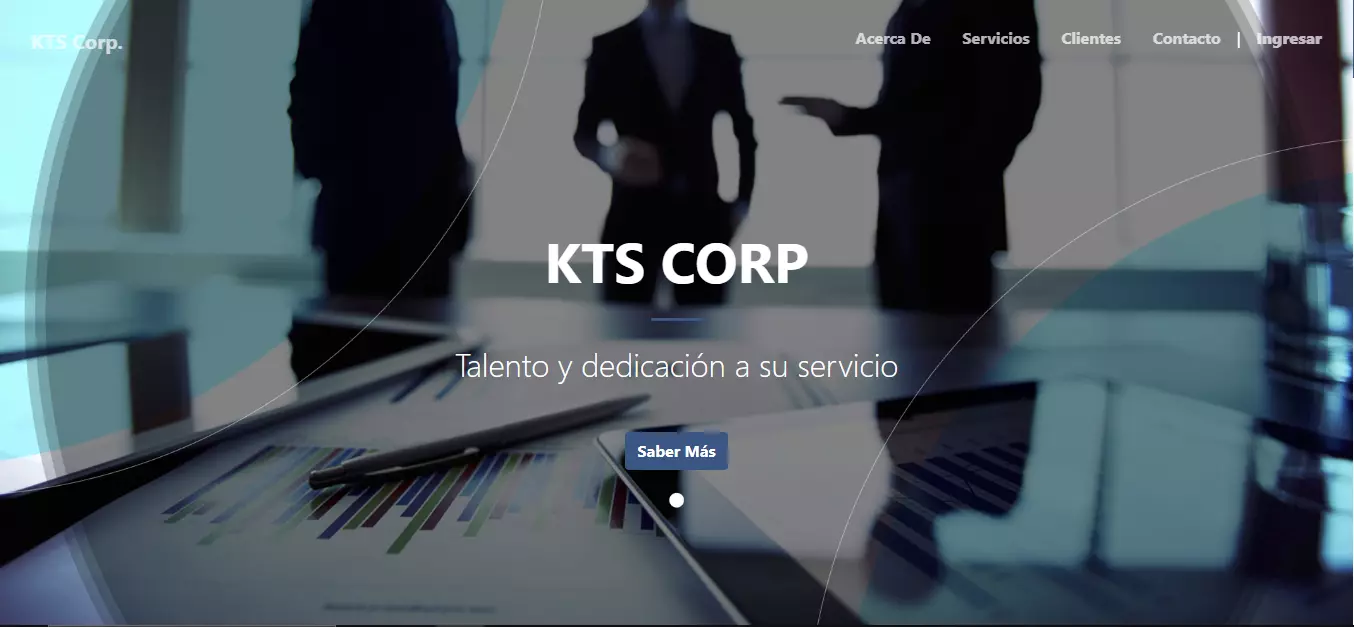 KTS Corp.
Acerca De Servicios Clientes Contacto | Ingresar
KTS CORP
Talento y dedicación a su servicio
Saber Más